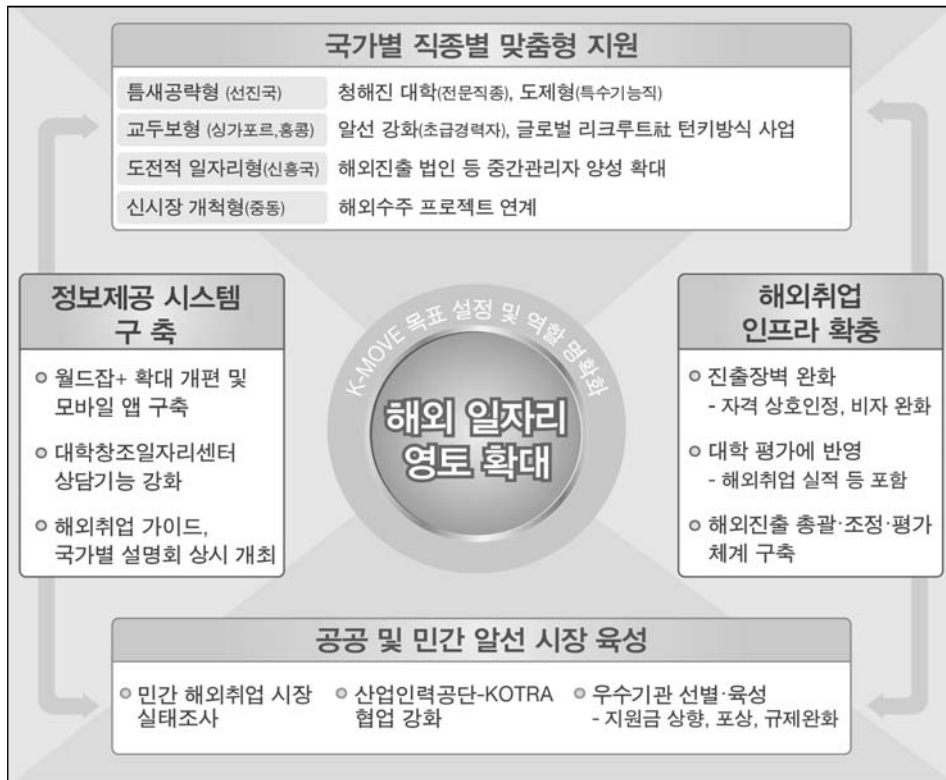 국가별 직종별 맞춤형 지원
틈새공략형 (선진국) 청해진 대학(전문직종), 도제형(특수기능직)
교두보형 (싱가포르,홍콩) 알선 강화(초급경력자), 글로벌 리크루트社 턴키방식 사업
도전적 일자리형(신흥국) 해외진출 법인 등 중간관리자 양성 확대
신시장 개척형(중동) 해외수주 프로젝트 연계
정보제공 시스템
구 축
월드잡+ 확대 개편 및
모바일 앱 구축
대학창조일자리센터
상담기능 강화
해외취업 가이드,
국가별 설명회 상시 개최
K-MOVE 목표 설정 및 역할 명확화
해외 일자리
영토 확대
해외취업
인프라 확충
진출장벽 완화
- 자격 상호인정, 비자 완화
대학 평가에 반영
- 해외취업 실적 등 포함
해외진출 총괄·조정·평가
체계 구축
공공 및 민간 알선 시장 육성
민간 해외취업 시장
실태조사
산업인력공단-KOTRA
협업 강화
우수기관 선별·육성
- 지원금 상향, 포상, 규제완화